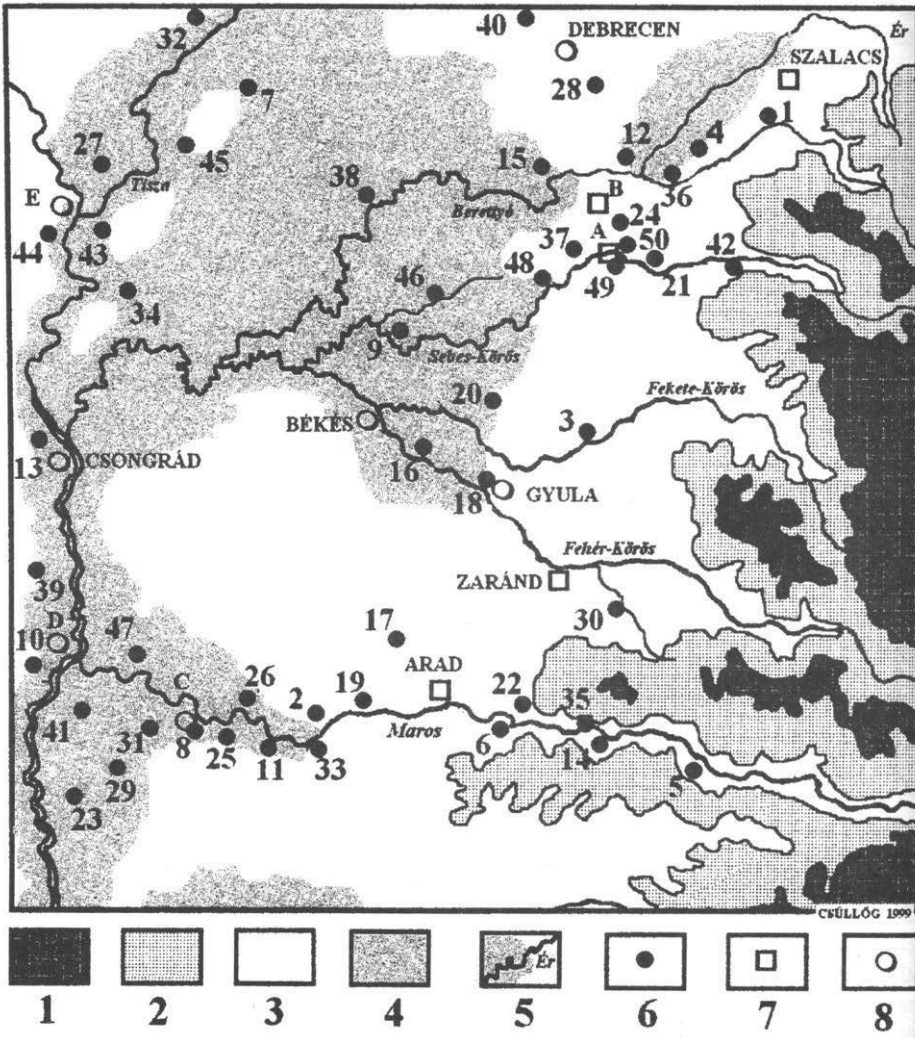 32
40
DEBRECEN
Ér
SZALACS
7
28
1
27
45
12
4
Tisza
15
38
36
E
B
Berettyó
24
44
43
A
37
50
42
46
48
49
21
34
9
Sebes-Körös
20
Fekete-Körös
BÉKÉS
3
13
CSONGRÁD
16
18
GYULA
Fehér-Körös
39
ZARÁND
D
30
10
47
17
ARAD
26
22
C
2
19
35
41
Maros
31
8
25
6
14
11
33
5
29
23
CSÜLLÖG 1999
Ér
1 2 3 4 5 6 7 8